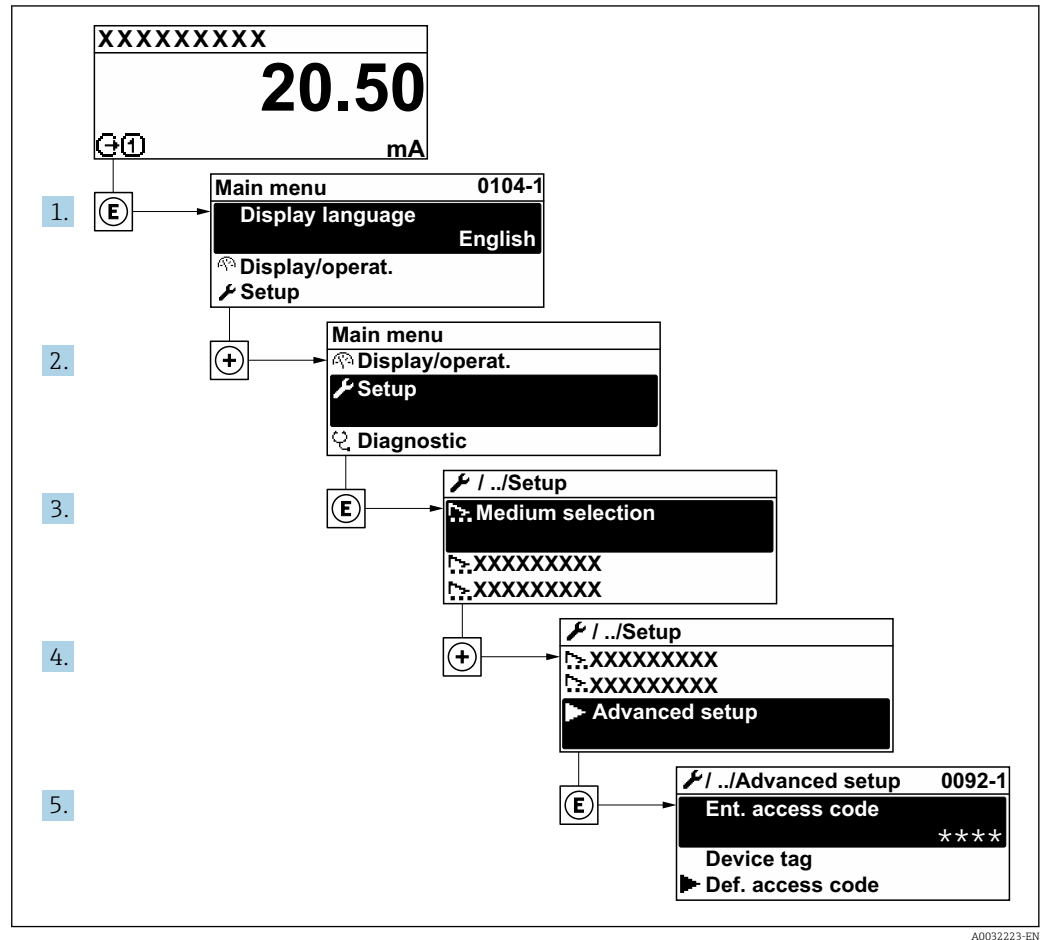 XXXXXXXXX
20.50
① mA
Main menu 0104-1
1. E Display language
English
Display/operat.
Setup
Main menu
2. + Display/operat.
Setup
Diagnostic
/ ../Setup
3. E Medium selection
XXXXXXXXX
XXXXXXXXX
/ ../Setup
4. + XXXXXXXXX
XXXXXXXXX
Advanced setup
/ ../Advanced setup 0092-1
5. E Ent. access code
****
Device tag
Def. access code
A0032223-EN